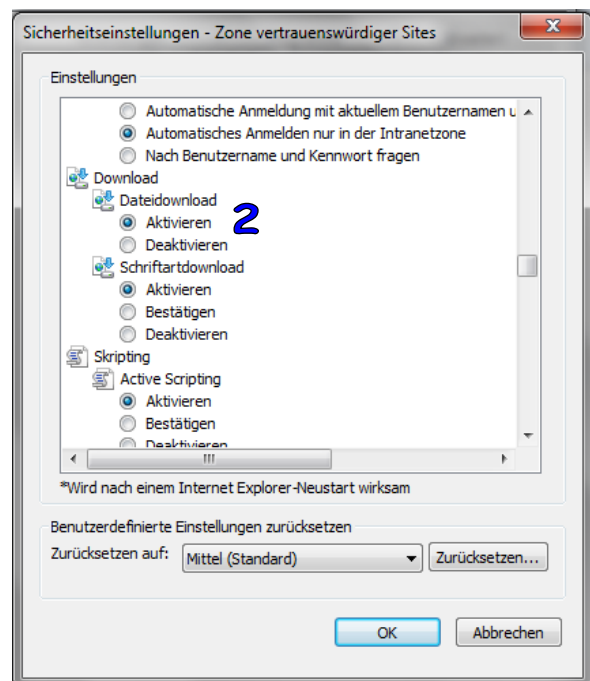 Sicherheitseinstellungen - Zone vertrauenswürdiger Sites
Einstellungen
Automatische Anmeldung mit aktuellem Benutzernamen u
Automatisches Anmelden nur in der Intranetzone
Nach Benutzername und Kennwort fragen
Download
Dateidownload
Aktivieren 2
Deaktivieren
Schriftartdownload
Aktivieren
Bestätigen
Deaktivieren
Skripting
Active Scripting
Aktivieren
Bestätigen
Deaktivieren
*Wird nach einem Internet Explorer-Neustart wirksam
Benutzerdefinierte Einstellungen zurücksetzen
Zurücksetzen auf: Mittel (Standard) Zurücksetzen...
OK Abbrechen